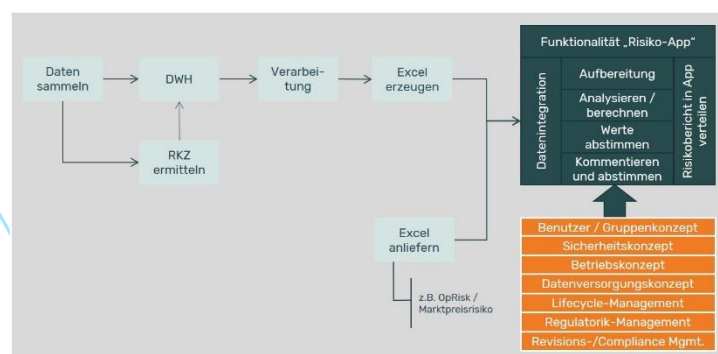 Daten
sammeln
DWH
Verarbei-
tung
Excel
erzeugen
RKZ
ermitteln
Excel
anliefern
z.B. OpRisk /
Marktpreisrisiko
Funktionalität „Risiko-App“
Datenintegration
Aufbereitung
Analysieren /
berechnen
Werte
abstimmen
Kommentieren
und abstimmen
Risikobericht in App
verteilen
Benutzer / Gruppenkonzept
Sicherheitskonzept
Betriebskonzept
Datenversorgungskonzept
Lifecycle-Management
Regulatorik-Management
Revisions-/Compliance Mgmt.